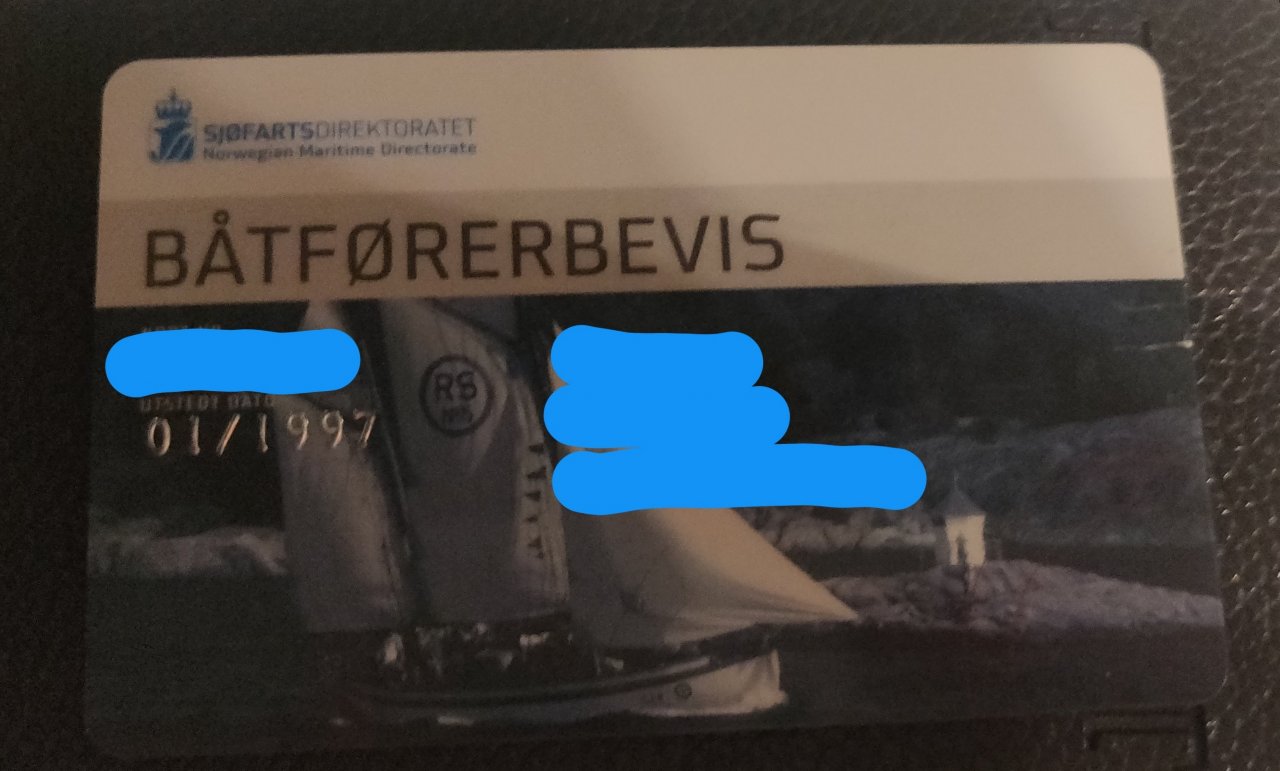 SJØFARTSDIREKTORATET
Norwegian Maritime Directorate
BÅTFØRERBEVIS
UTSTEDT DATO
01/1997
RS